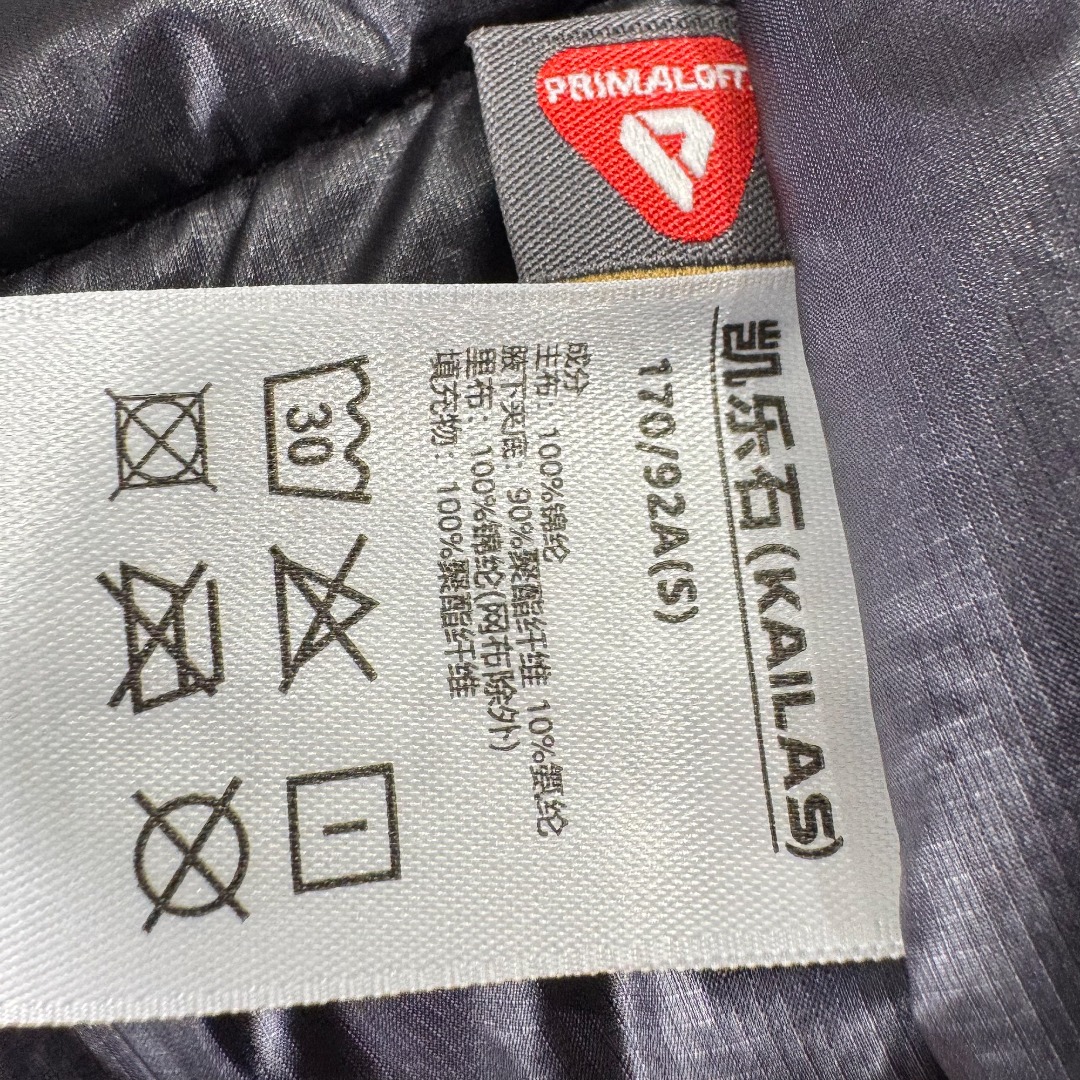 PRIMALOFT
凯乐石(KAILAS)
170/92A(S)
成分
主布: 100%锦纶
腋下夹底: 90%聚酯纤维 10%氨纶
里布: 100%锦纶(网布除外)
填充物: 100%聚酯纤维
30